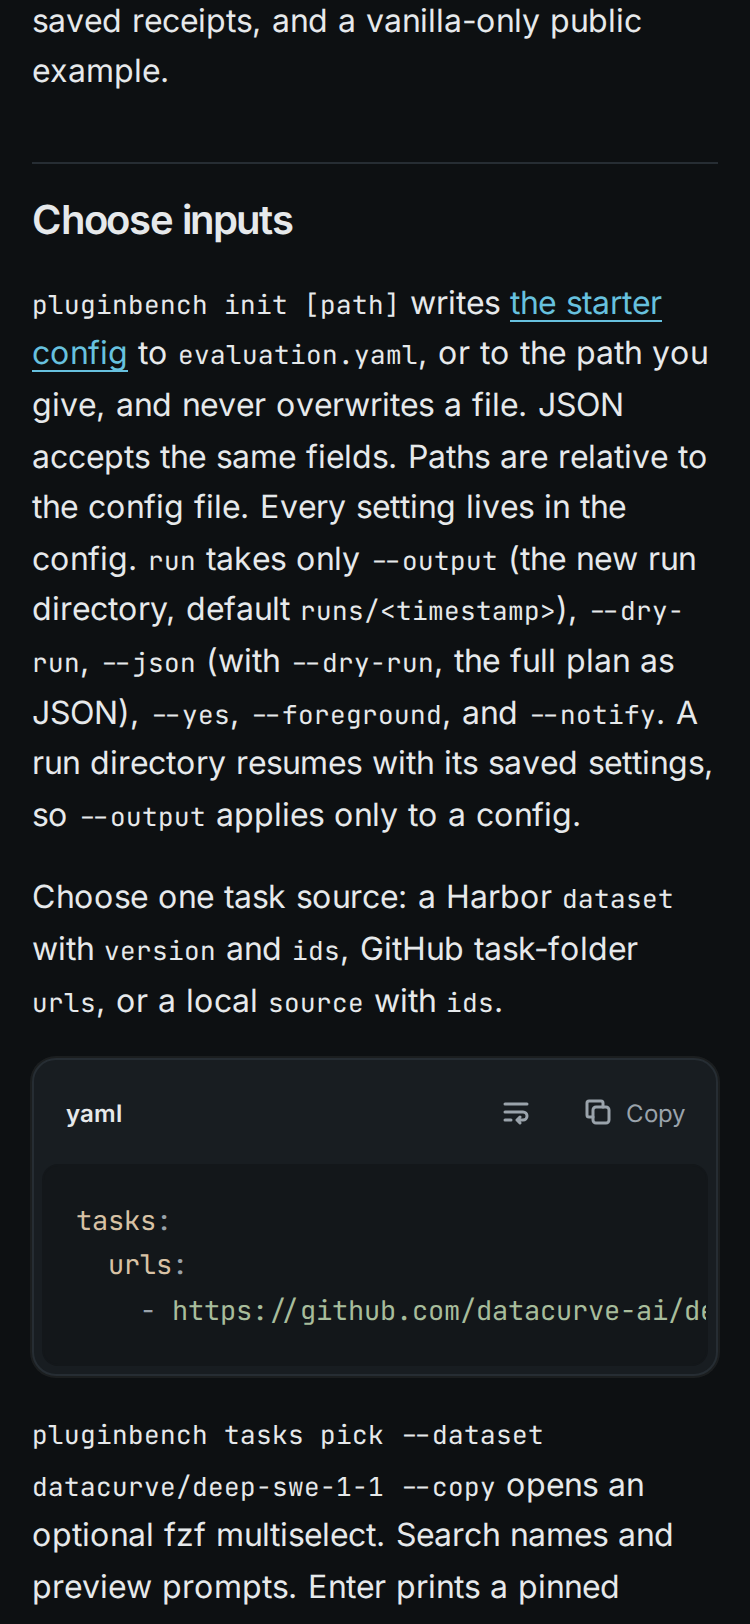 saved receipts, and a vanilla-only public
example.
Choose inputs
pluginbench init [path] writes the starter
config to evaluation.yaml, or to the path you
give, and never overwrites a file. JSON
accepts the same fields. Paths are relative to
the config file. Every setting lives in the
config. run takes only --output (the new run
directory, default runs/<timestamp>), --dry-
run, --json (with --dry-run, the full plan as
JSON), --yes, --foreground, and --notify. A
run directory resumes with its saved settings,
so --output applies only to a config.
Choose one task source: a Harbor dataset
with version and ids, GitHub task-folder
urls, or a local source with ids.
yaml Copy
tasks:
  urls:
    - https://github.com/datacurve-ai/de
pluginbench tasks pick --dataset
datacurve/deep-swe-1-1 --copy opens an
optional fzf multiselect. Search names and
preview prompts. Enter prints a pinned